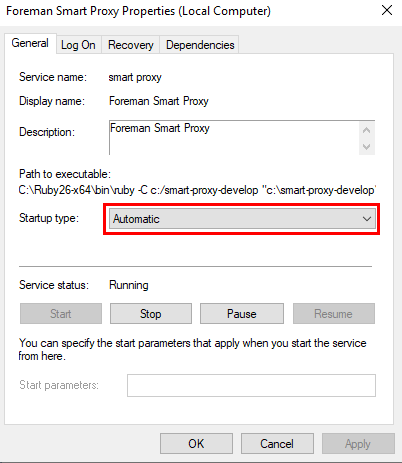 Foreman Smart Proxy Properties (Local Computer)
General Log On Recovery Dependencies
Service name: smart proxy
Display name: Foreman Smart Proxy
Description: Foreman Smart Proxy
Path to executable:
C:\Ruby26-x64\bin\ruby -C c:/smart-proxy-develop "c:\smart-proxy-develop'
Startup type: Automatic
Service status: Running
Start Stop Pause Resume
You can specify the start parameters that apply when you start the service
from here.
Start parameters:
OK Cancel Apply